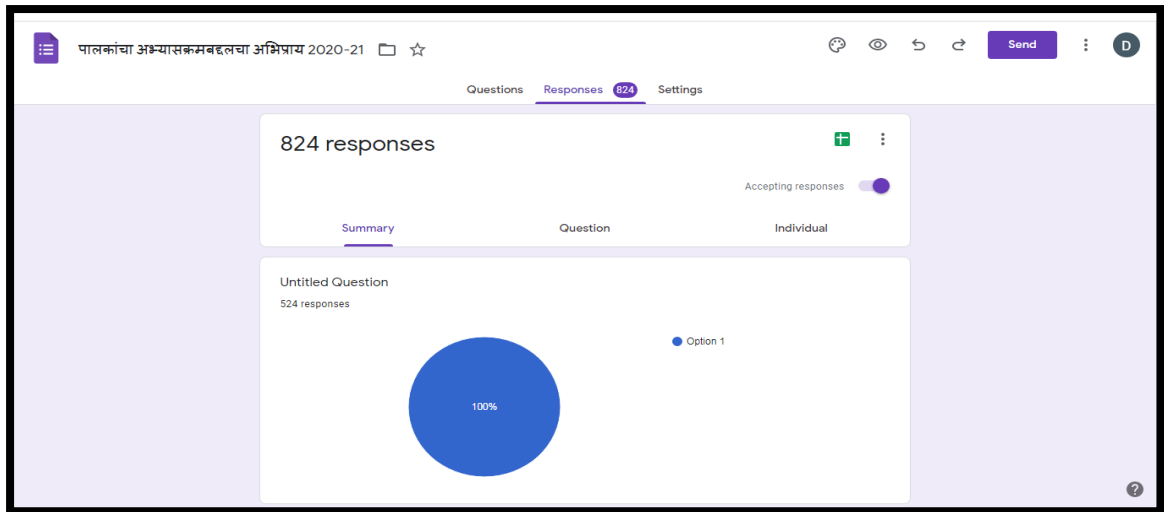 पालकांचा अभ्यासक्रमबद्दलचा अभिप्राय 2020-21
Send
D
Questions Responses 824 Settings
824 responses
Accepting responses
Summary Question Individual
Untitled Question
524 responses
Option 1
100%